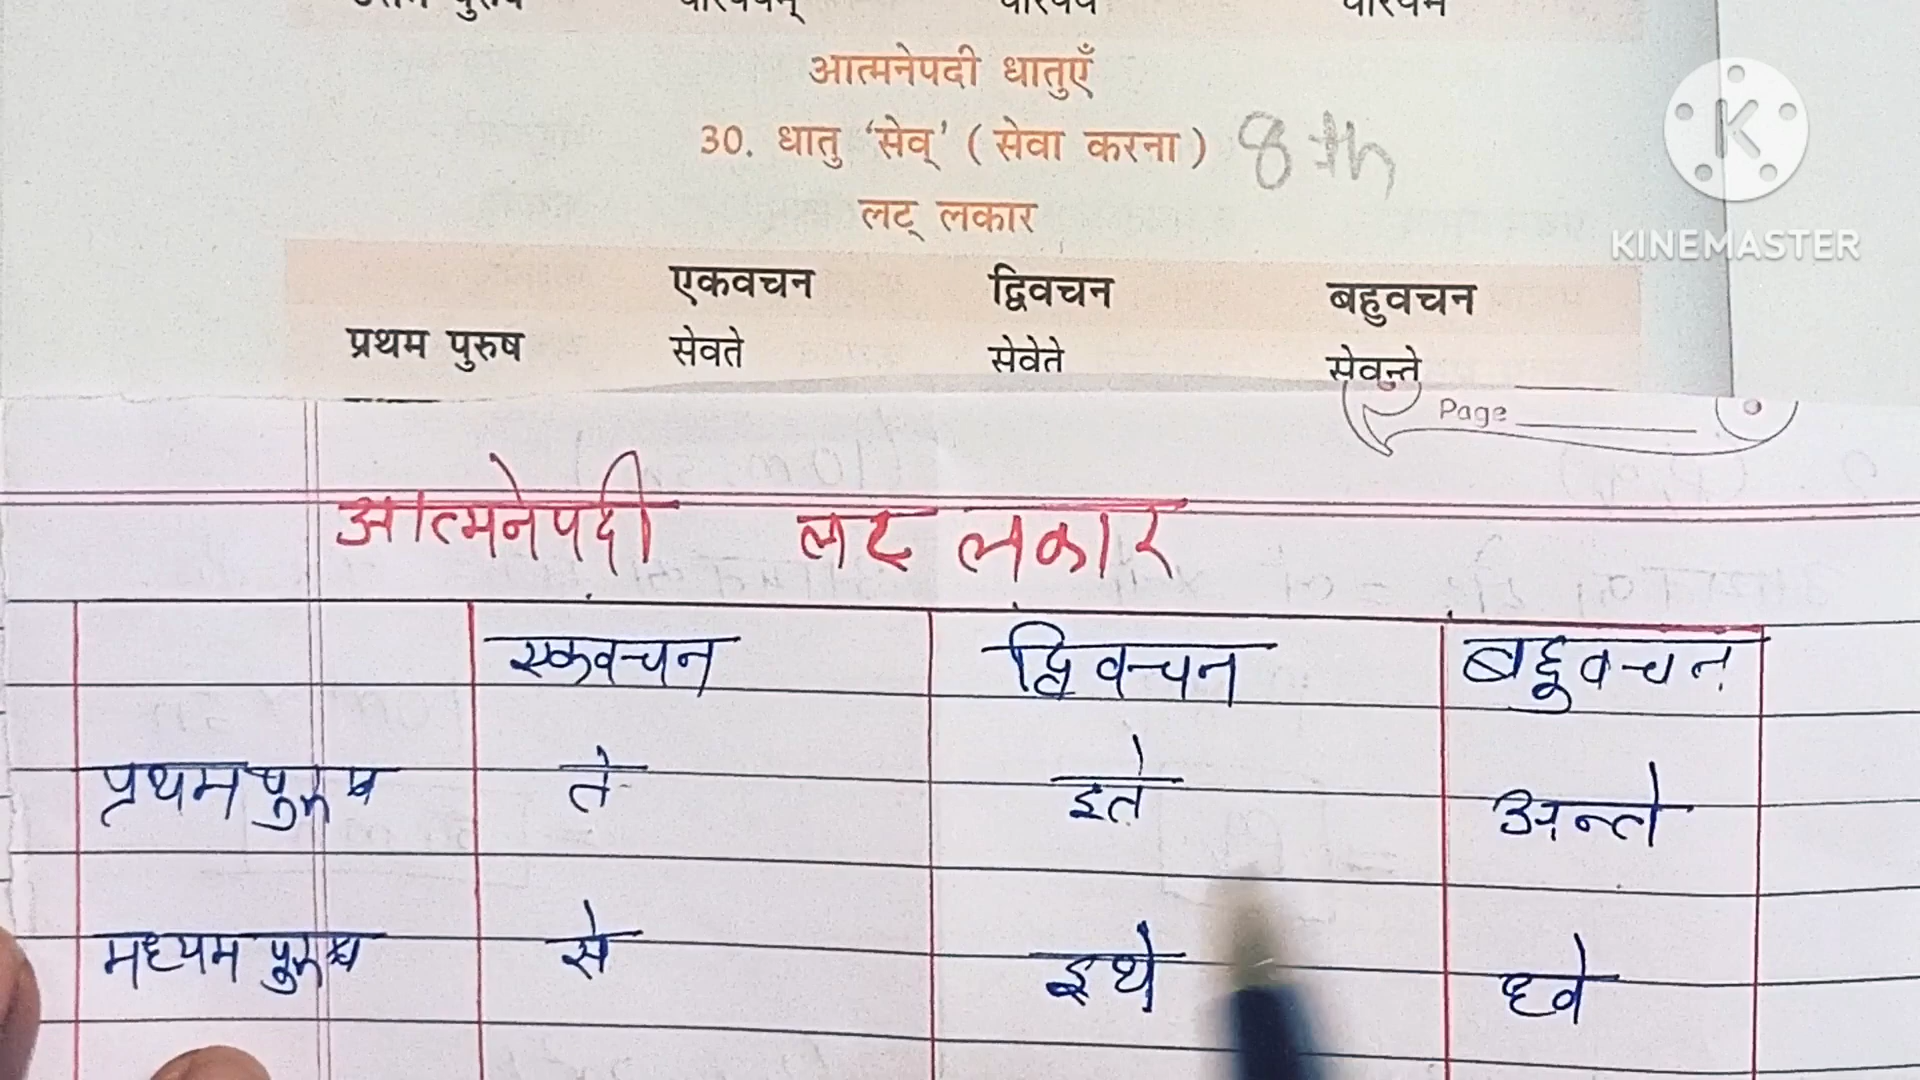 आत्मनेपदी धातुएँ
30. धातु 'सेव्' ( सेवा करना ) 8th
लट् लकार
KINEMASTER
एकवचन द्विवचन बहुवचन
प्रथम पुरुष सेवते सेवेते सेवन्ते
Page
आत्मनेपदी लट् लकार
एकवचन द्विवचन बहुवचन
प्रथम पुरुष ते इते अन्ते
मध्यम पुरुष से इथे ध्वे